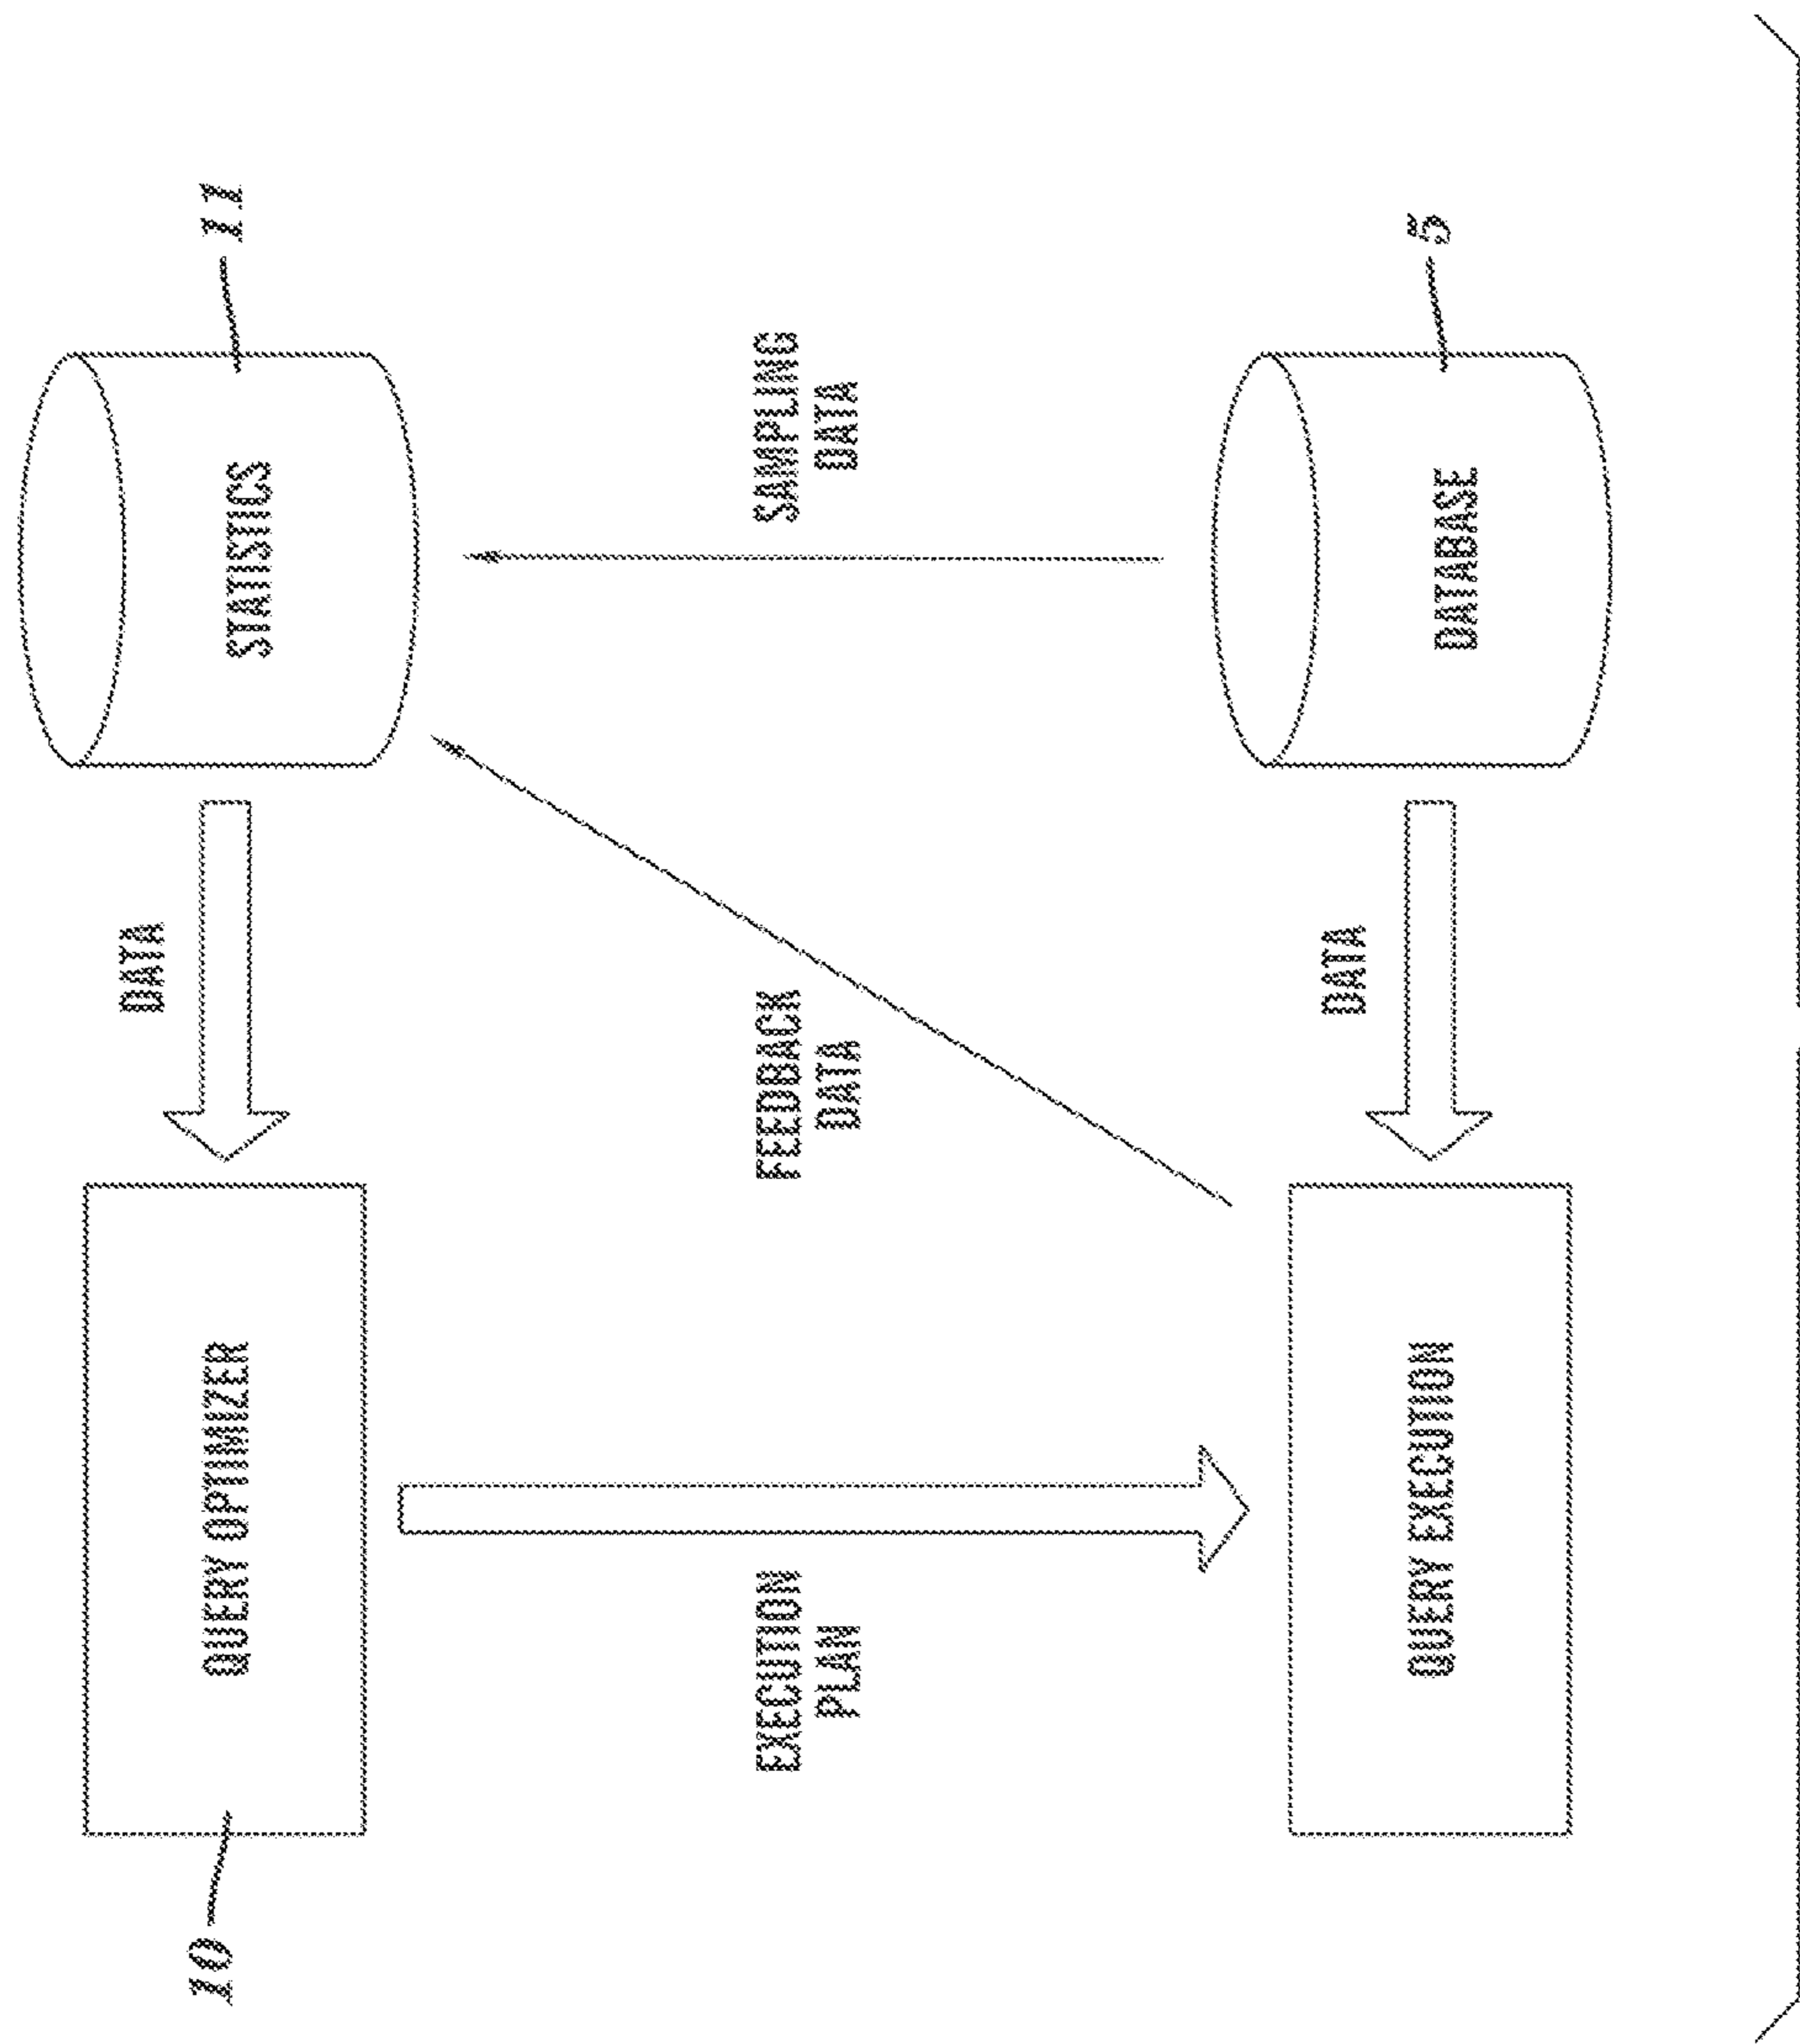 DATA
10
QUERY OPTIMIZER
STATISTICS
11
EXECUTION
PLAN
FEEDBACK
DATA
SAMPLING
DATA
DATA
QUERY EXECUTION
DATABASE
5